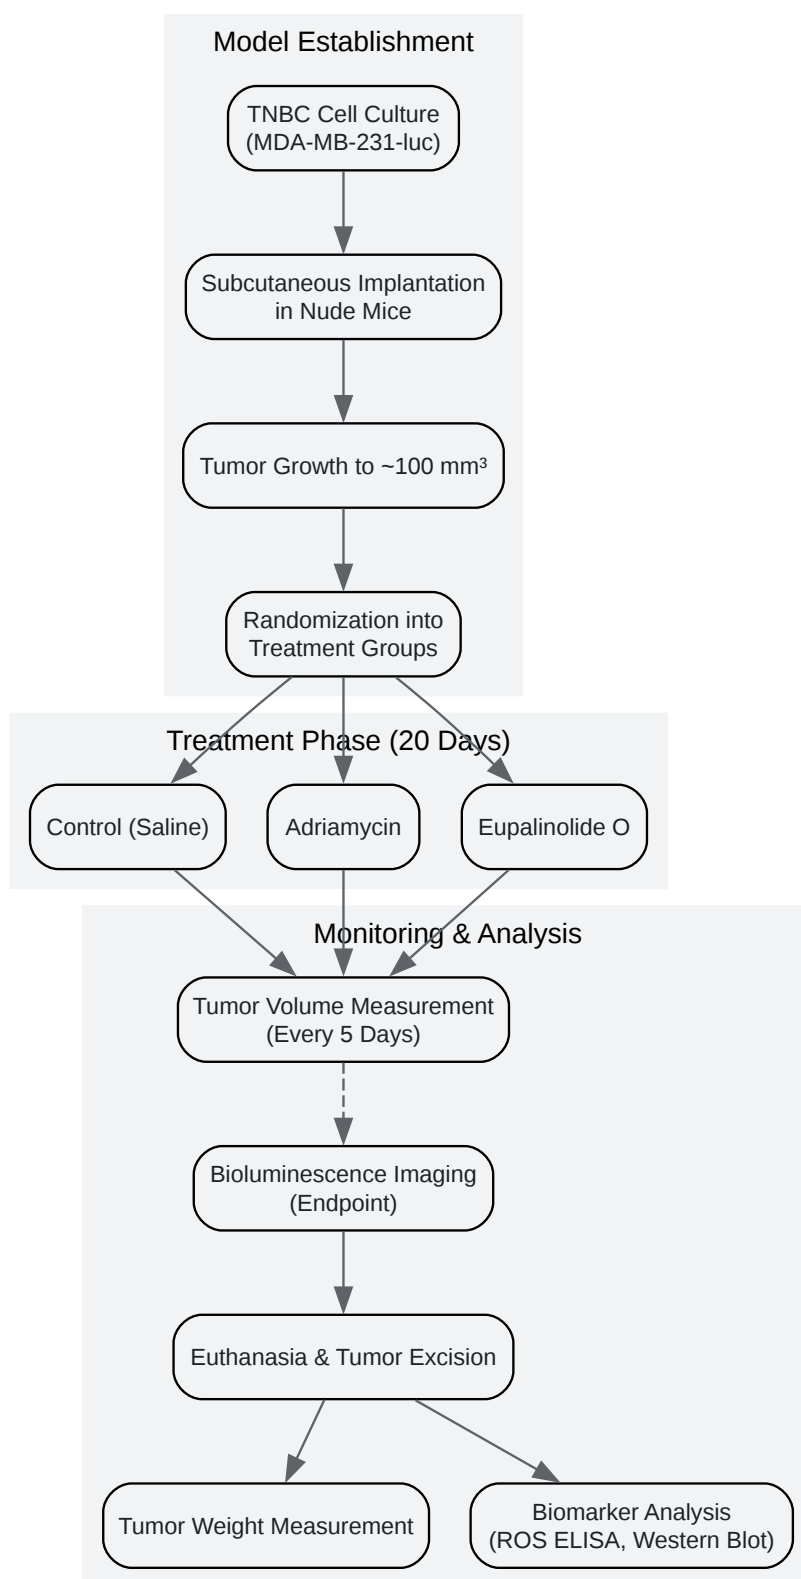 Model Establishment
TNBC Cell Culture
(MDA-MB-231-luc)
Subcutaneous Implantation
in Nude Mice
Tumor Growth to ~100 mm³
Randomization into
Treatment Groups
Treatment Phase (20 Days)
Control (Saline)
Adriamycin
Eupalinolide O
Monitoring & Analysis
Tumor Volume Measurement
(Every 5 Days)
Bioluminescence Imaging
(Endpoint)
Euthanasia & Tumor Excision
Tumor Weight Measurement
Biomarker Analysis
(ROS ELISA, Western Blot)